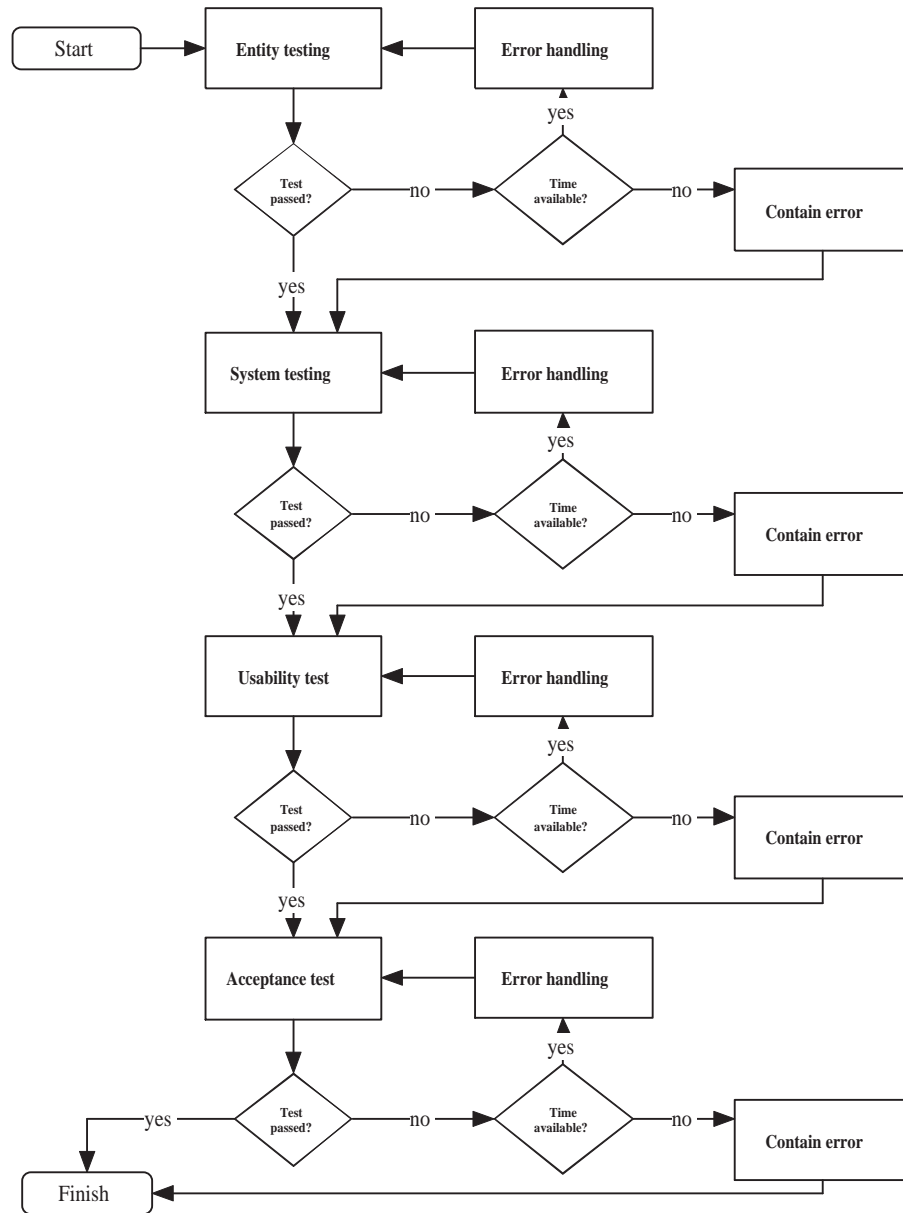 Start
Entity testing
Error handling
yes
Test
passed?
no
Time
available?
no
Contain error
yes
System testing
Error handling
yes
Test
passed?
no
Time
available?
no
Contain error
yes
Usability test
Error handling
yes
Test
passed?
no
Time
available?
no
Contain error
yes
Acceptance test
Error handling
yes
yes
Test
passed?
no
Time
available?
no
Contain error
Finish